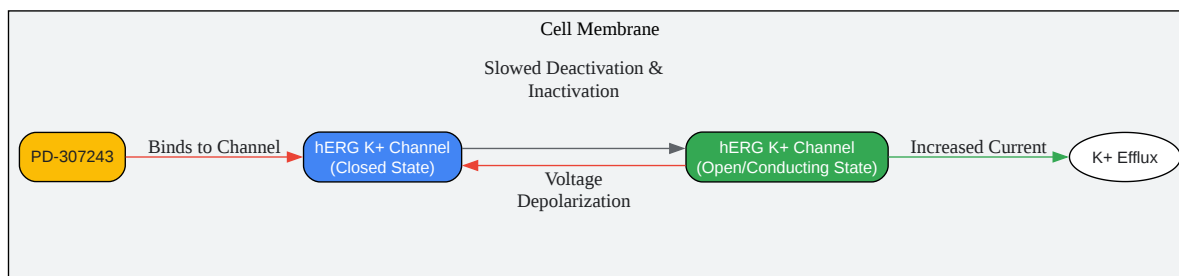 Cell Membrane
Slowed Deactivation &
Inactivation
PD-307243
Binds to Channel
hERG K+ Channel
(Closed State)
Voltage
Depolarization
hERG K+ Channel
(Open/Conducting State)
Increased Current
K+ Efflux